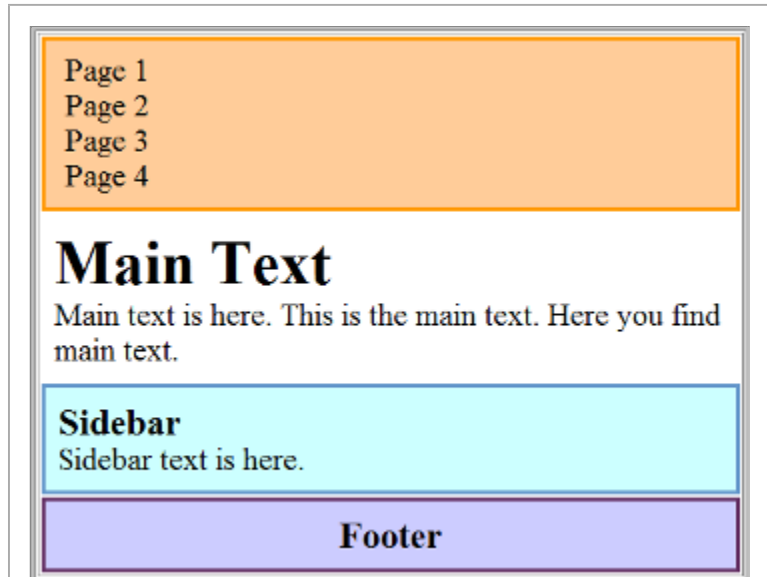 Page 1
Page 2
Page 3
Page 4
Main Text
Main text is here. This is the main text. Here you find
main text.
Sidebar
Sidebar text is here.
Footer